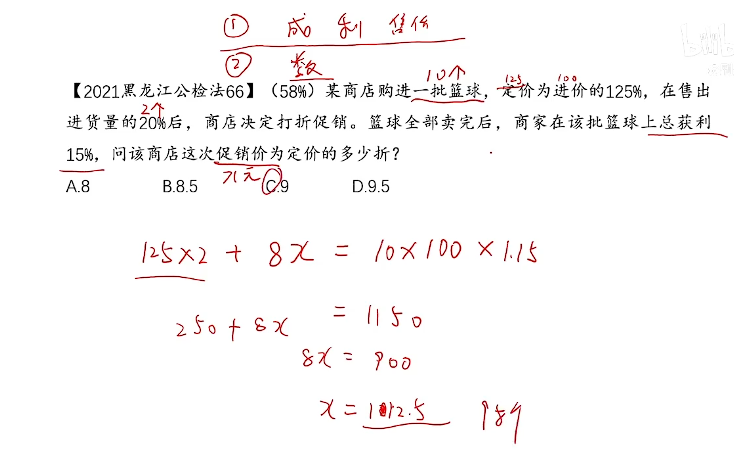 ① 成 利 售价
② 数
10个 125 100
【2021黑龙江公检法66】（58%）某商店购进一批篮球，定价为进价的125%，在售出
2个
进货量的20%后，商店决定打折促销。篮球全部卖完后，商家在该批篮球上总获利
15%，问该商店这次促销价为定价的多少折？
x元
A.8 B.8.5 C.9 D.9.5
125×2 + 8x = 10×100×1.15
250+8x = 1150
8x = 900
x = 112.5 9折